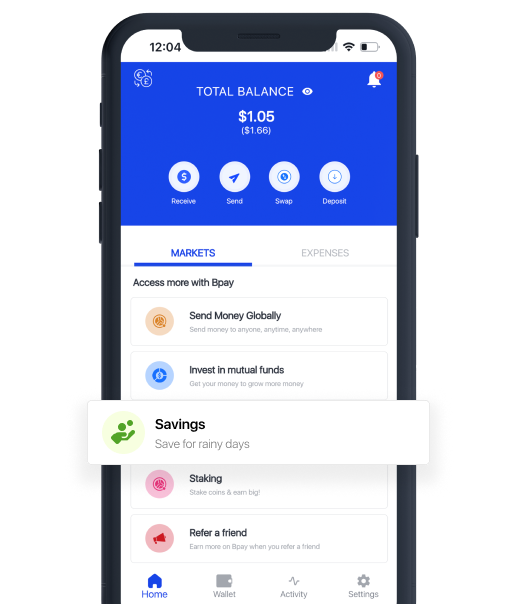 12:04
0
TOTAL BALANCE
$1.05
($1.66)
Receive
Send
Swap
Deposit
MARKETS
EXPENSES
Access more with Bpay
Send Money Globally
Send money to anyone, anytime, anywhere
Invest in mutual funds
Get your money to grow more money
Savings
Save for rainy days
Staking
Stake coins & earn big!
Refer a friend
Earn more on Bpay when you refer a friend
Home
Wallet
Activity
Settings